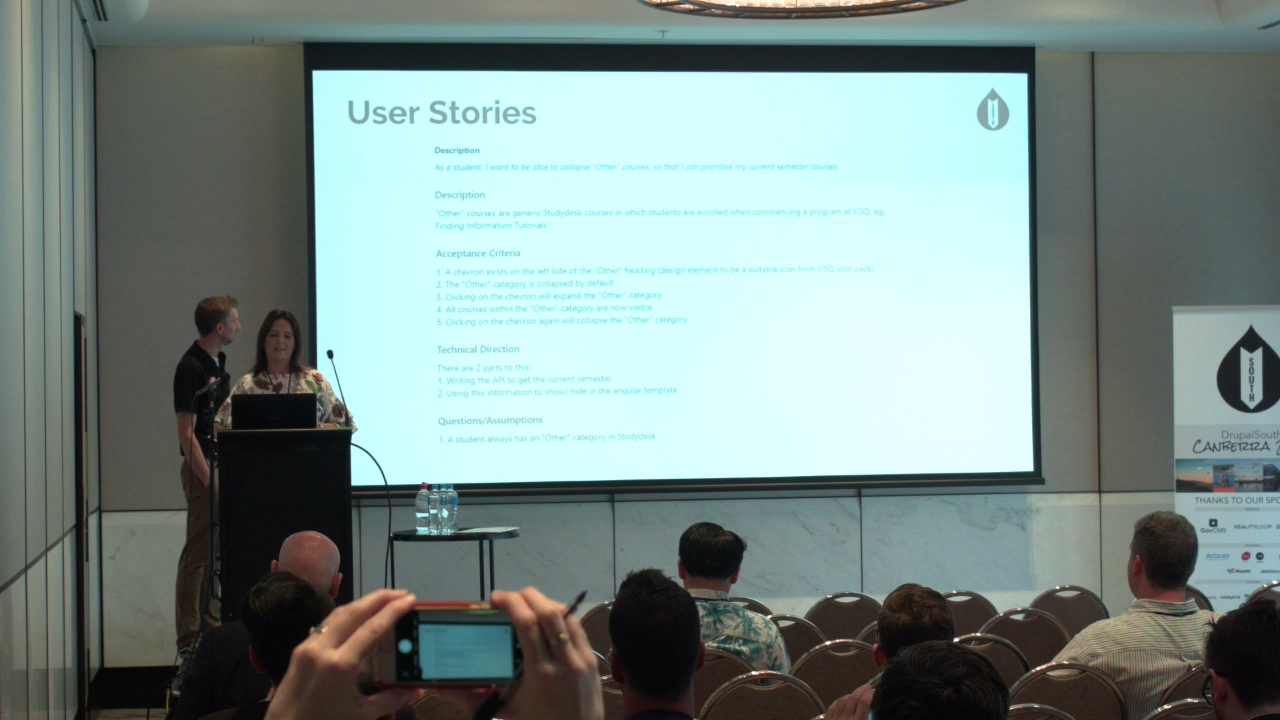 User Stories
Description
As a student, I want to be able to collapse "Other" courses, so that I can prioritise my current semester courses
Description
"Other" courses are generic Studydesk courses in which students are enrolled when commencing a program at USQ, eg.
Finding Information Tutorials
Acceptance Criteria
1. A chevron exists on the left side of the "Other" heading (design element to be a suitable icon from USQ icon pack)
2. The "Other" category is collapsed by default
3. Clicking on the chevron will expand the "Other" category
4. All courses within the "Other" category are now visible
5. Clicking on the chevron again will collapse the "Other" category
Technical Direction
There are 2 parts to this:
1. Writing the API to get the current semester
2. Using this information to show/ hide in the angular template
Questions/Assumptions
1. A student always has an "Other" category in Studydesk
SOUTH
DrupalSouth
CANBERRA
THANKS TO OUR SPO
GovCMS REALITYLOOP
ACQUIA